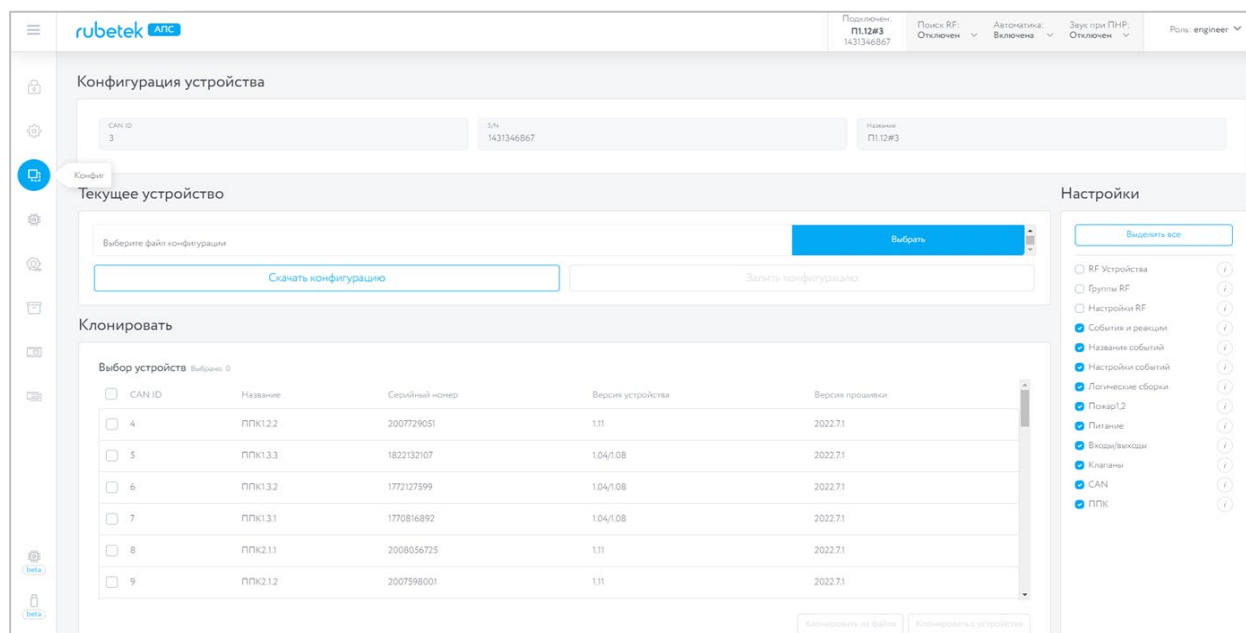 rubetek АПС
Подключен: Поиск RF: Автоматика: Звук при ПНР: Роль: engineer
П1.12#3 Отключен Включена Отключен
1431346867
Конфигурация устройства
CAN ID S/N Название
3 1431346867 П1.12#3
Конфиг
Текущее устройство Настройки
Выберите файл конфигурации Выбрать Выделить все
Скачать конфигурацию Залить конфигурацию
RF Устройства
Группы RF
Настройки RF
События и реакции
Названия событий
Настройки событий
Логические сборки
Пожар1,2
Питание
Входы/выходы
Клапаны
CAN
ППК
Клонировать
Выбор устройств Выбрано: 0
CAN ID Название Серийный номер Версия устройства Версия прошивки
4 ППК1.2.2 2007729051 1.11 2022.7.1
5 ППК1.3.3 1822132107 1.04/1.08 2022.7.1
6 ППК1.3.2 1772127599 1.04/1.08 2022.7.1
7 ППК1.3.1 1770816892 1.04/1.08 2022.7.1
8 ППК2.1.1 2008056725 1.11 2022.7.1
9 ППК2.1.2 2007598001 1.11 2022.7.1
beta
beta
Клонировать из файла Клонировать с устройства